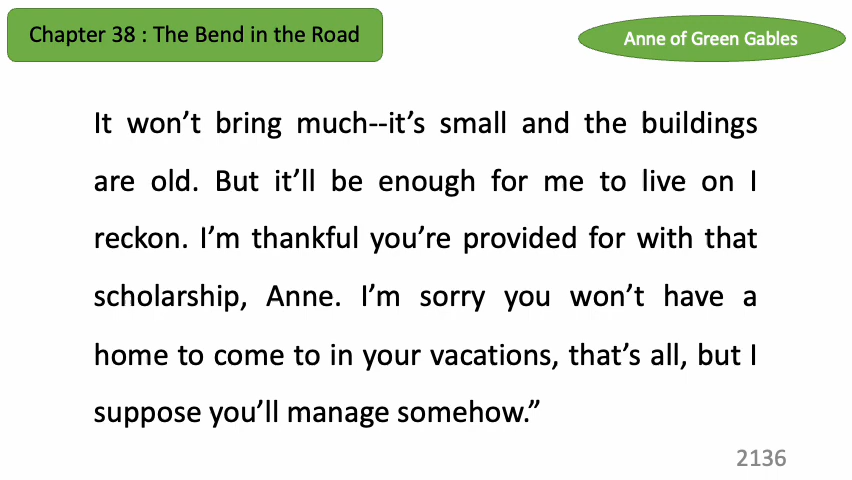 Chapter 38 : The Bend in the Road
Anne of Green Gables
It won’t bring much--it’s small and the buildings
are old. But it’ll be enough for me to live on I
reckon. I’m thankful you’re provided for with that
scholarship, Anne. I’m sorry you won’t have a
home to come to in your vacations, that’s all, but I
suppose you’ll manage somehow.”
2136